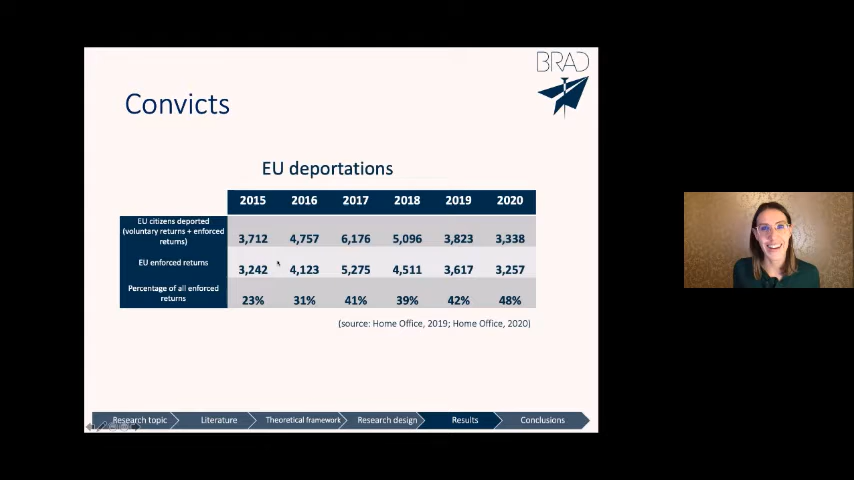 BRAD
Convicts
EU deportations
2015 2016 2017 2018 2019 2020
EU citizens deported
(voluntary returns + enforced
returns)
3,712 4,757 6,176 5,096 3,823 3,338
EU enforced returns
3,242 4,123 5,275 4,511 3,617 3,257
Percentage of all enforced
returns
23% 31% 41% 39% 42% 48%
(source: Home Office, 2019; Home Office, 2020)
Research topic Literature Theoretical framework Research design Results Conclusions